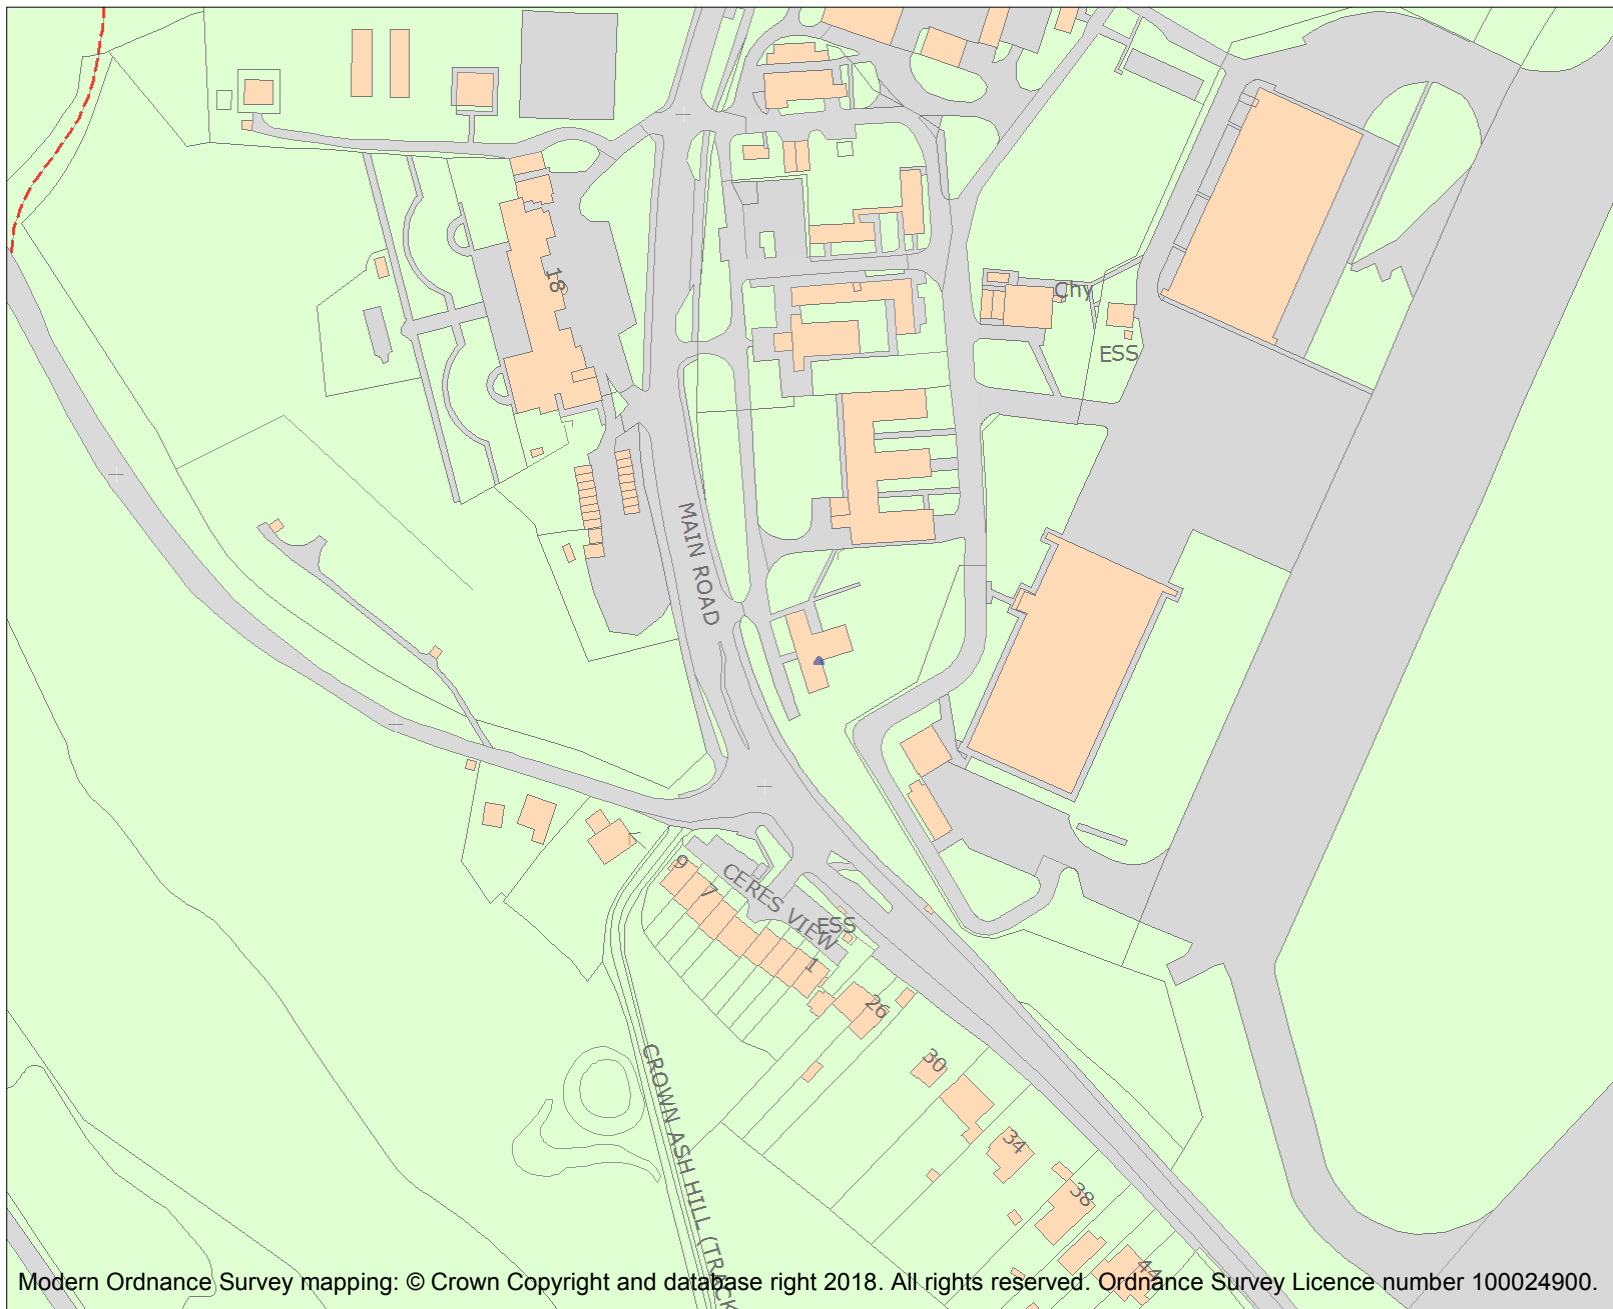 18
Chy
ESS
MAIN ROAD
9
7
CERES VIEW
ESS
1
26
30
CROWN ASH HILL (TRACK
34
38
44
Modern Ordnance Survey mapping: © Crown Copyright and database right 2018. All rights reserved. Ordnance Survey Licence number 100024900.